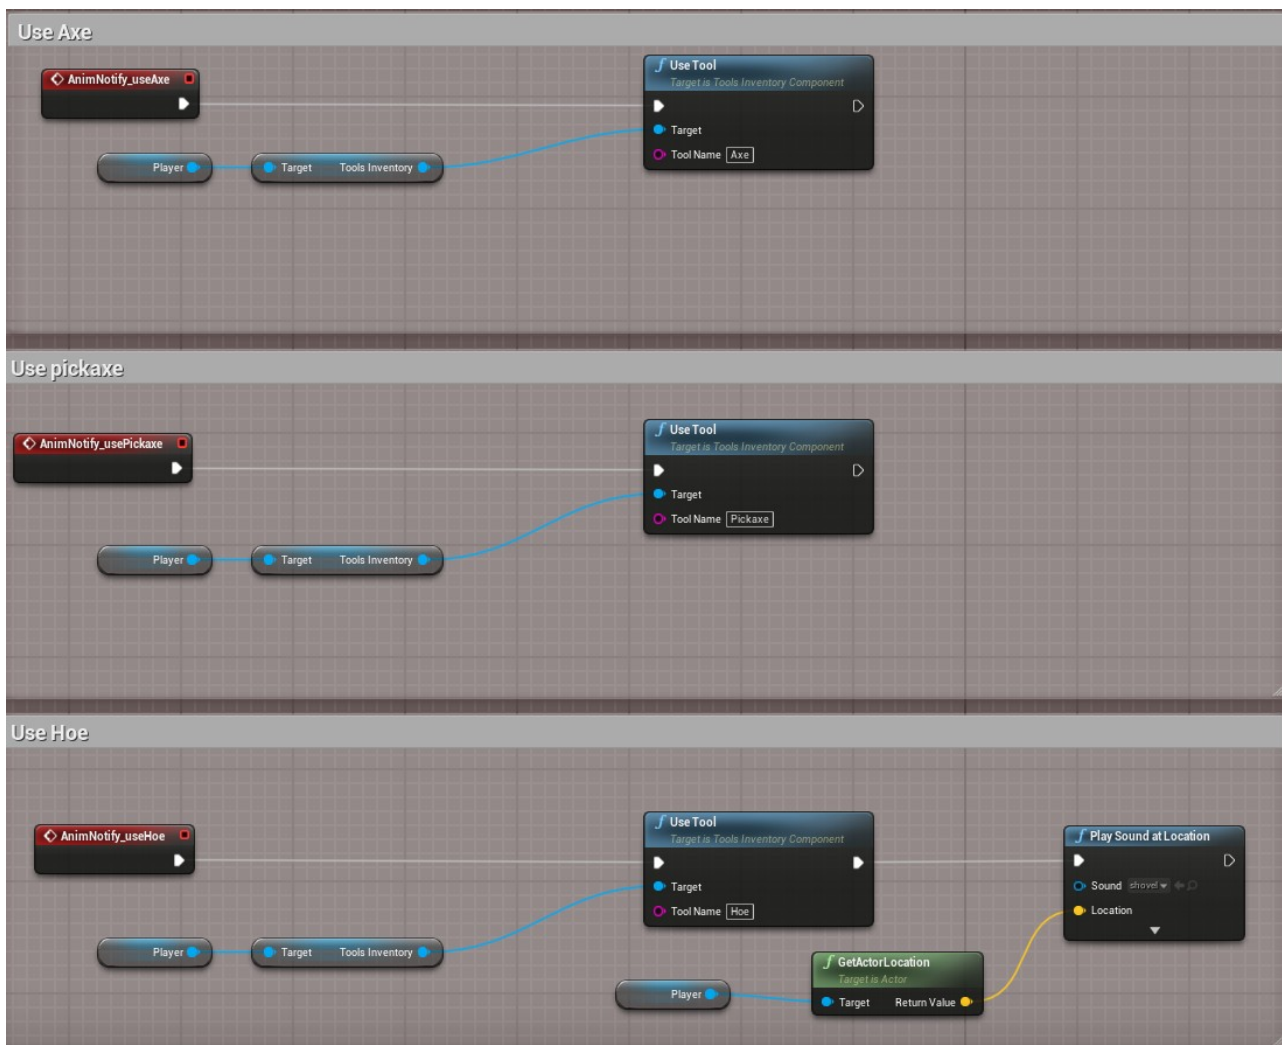 Use Axe
AnimNotify_useAxe
Use Tool
Target is Tools Inventory Component
Target
Tool Name Axe
Player
Target Tools Inventory
Use pickaxe
AnimNotify_usePickaxe
Use Tool
Target is Tools Inventory Component
Target
Tool Name Pickaxe
Player
Target Tools Inventory
Use Hoe
AnimNotify_useHoe
Use Tool
Target is Tools Inventory Component
Target
Tool Name Hoe
Player
Target Tools Inventory
Play Sound at Location
Sound shovel
Location
GetActorLocation
Target is Actor
Target Return Value
Player